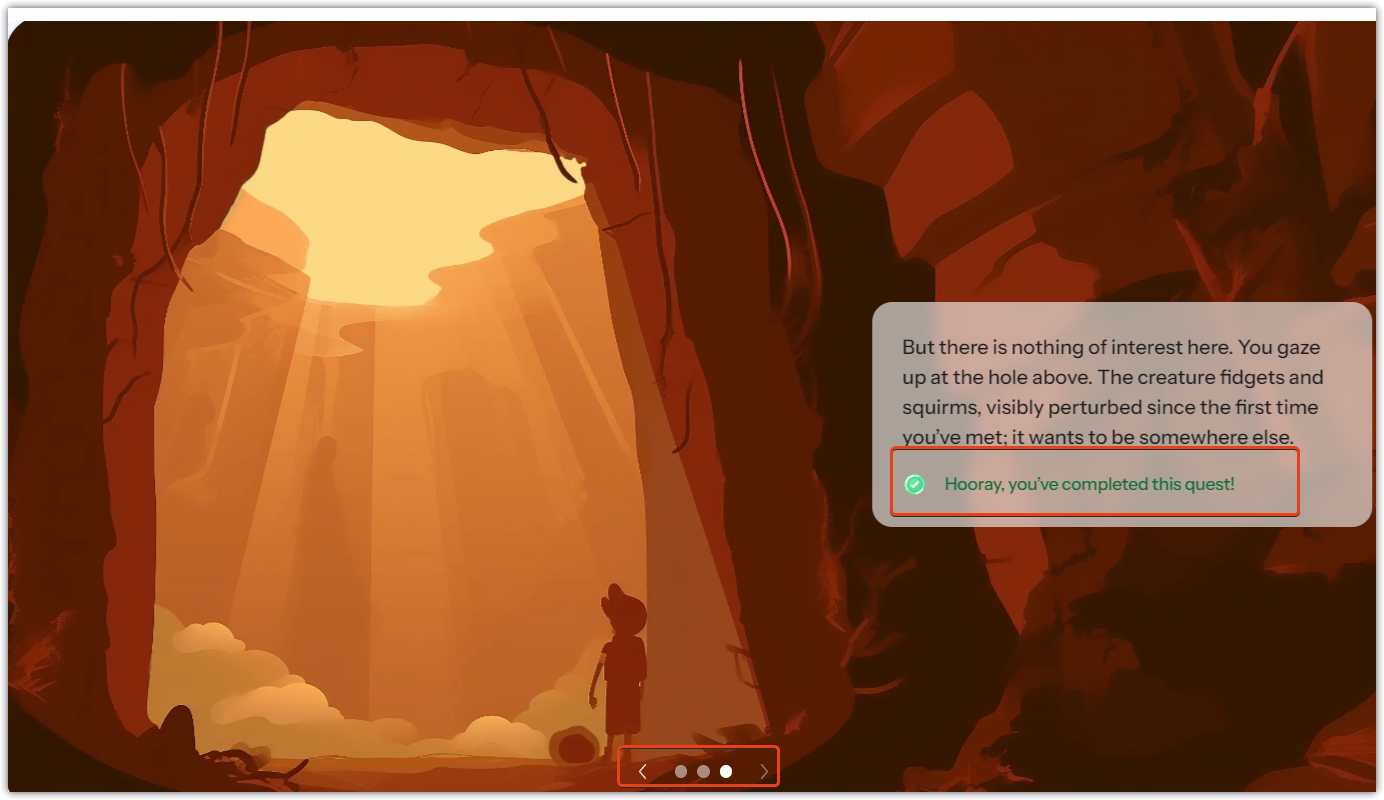 But there is nothing of interest here. You gaze
up at the hole above. The creature fidgets and
squirms, visibly perturbed since the first time
you’ve met; it wants to be somewhere else.
Hooray, you’ve completed this quest!